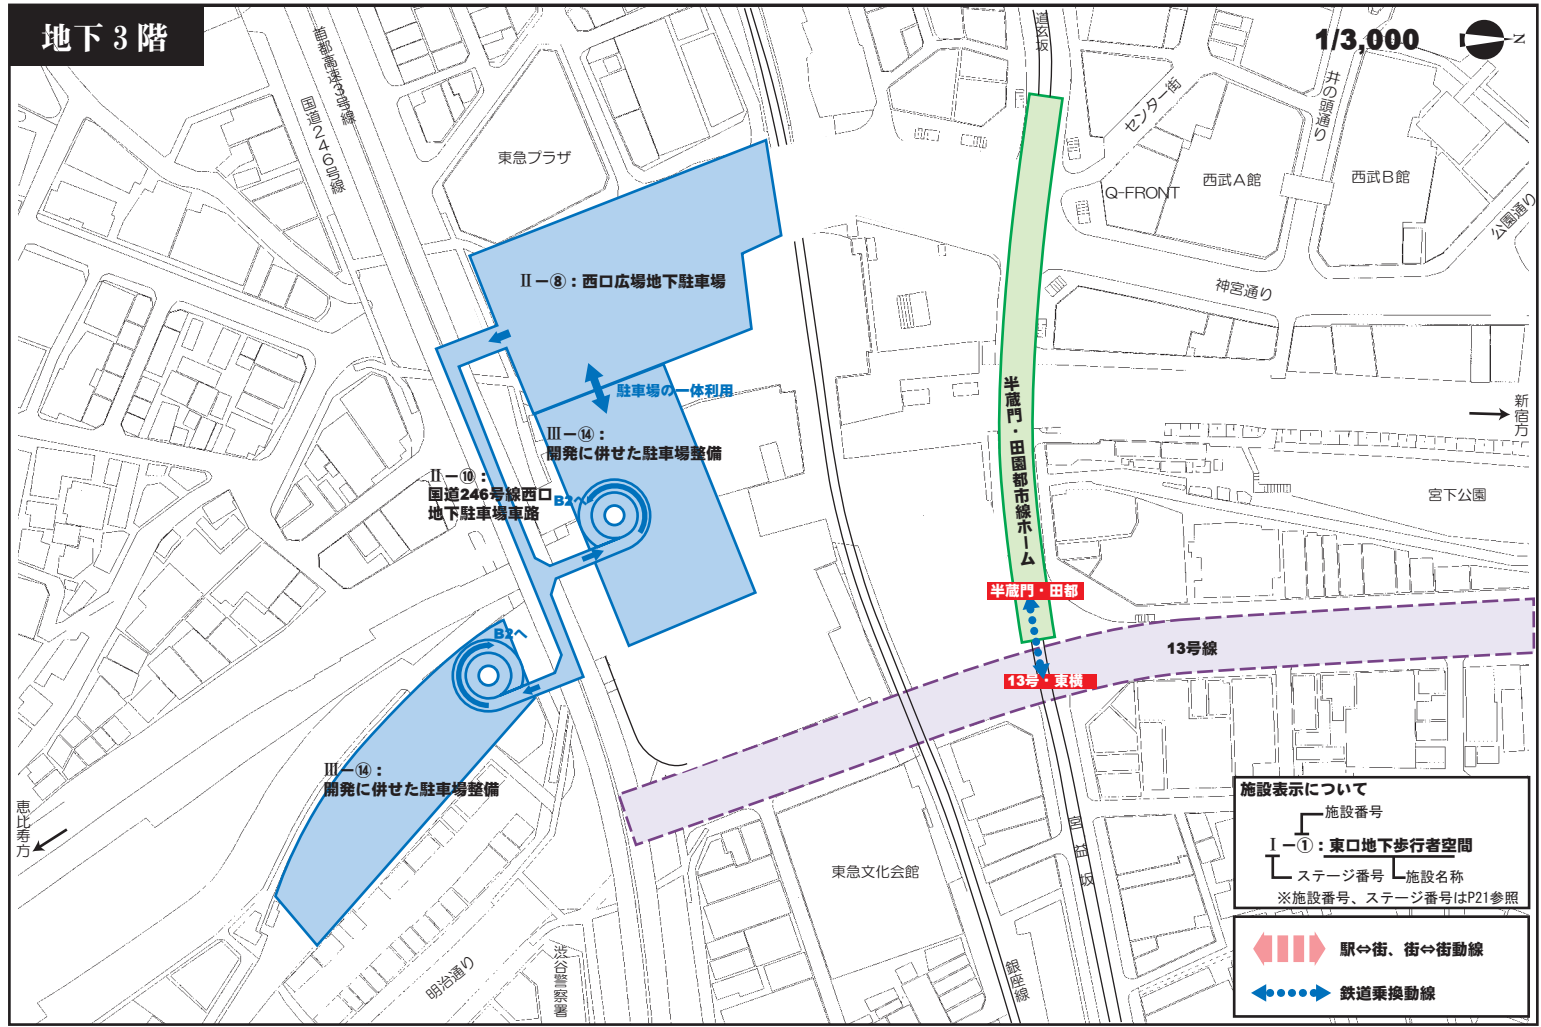 地下3階
1/3,000
N
首都高速3号線
国道246号線
道玄坂
センター街
井の頭通り
東急プラザ
Q-FRONT
西武A館
西武B館
公園通り
神宮通り
Ⅱ－⑧：西口広場地下駐車場
駐車場の一体利用
Ⅲ－⑭：
開発に併せた駐車場整備
Ⅱ－⑩：
国道246号線西口
地下駐車場車路
B2へ
半蔵門・田園都市線ホーム
新宿方
宮下公園
半蔵門・田都
13号・東横
13号線
B2へ
Ⅲ－⑭：
開発に併せた駐車場整備
恵比寿方
明治通り
渋谷警察署
東急文化会館
銀座線
宮益坂
施設表示について
施設番号
Ⅰ－①：東口地下歩行者空間
ステージ番号
施設名称
※施設番号、ステージ番号はP21参照
駅⇔街、街⇔街動線
鉄道乗換動線